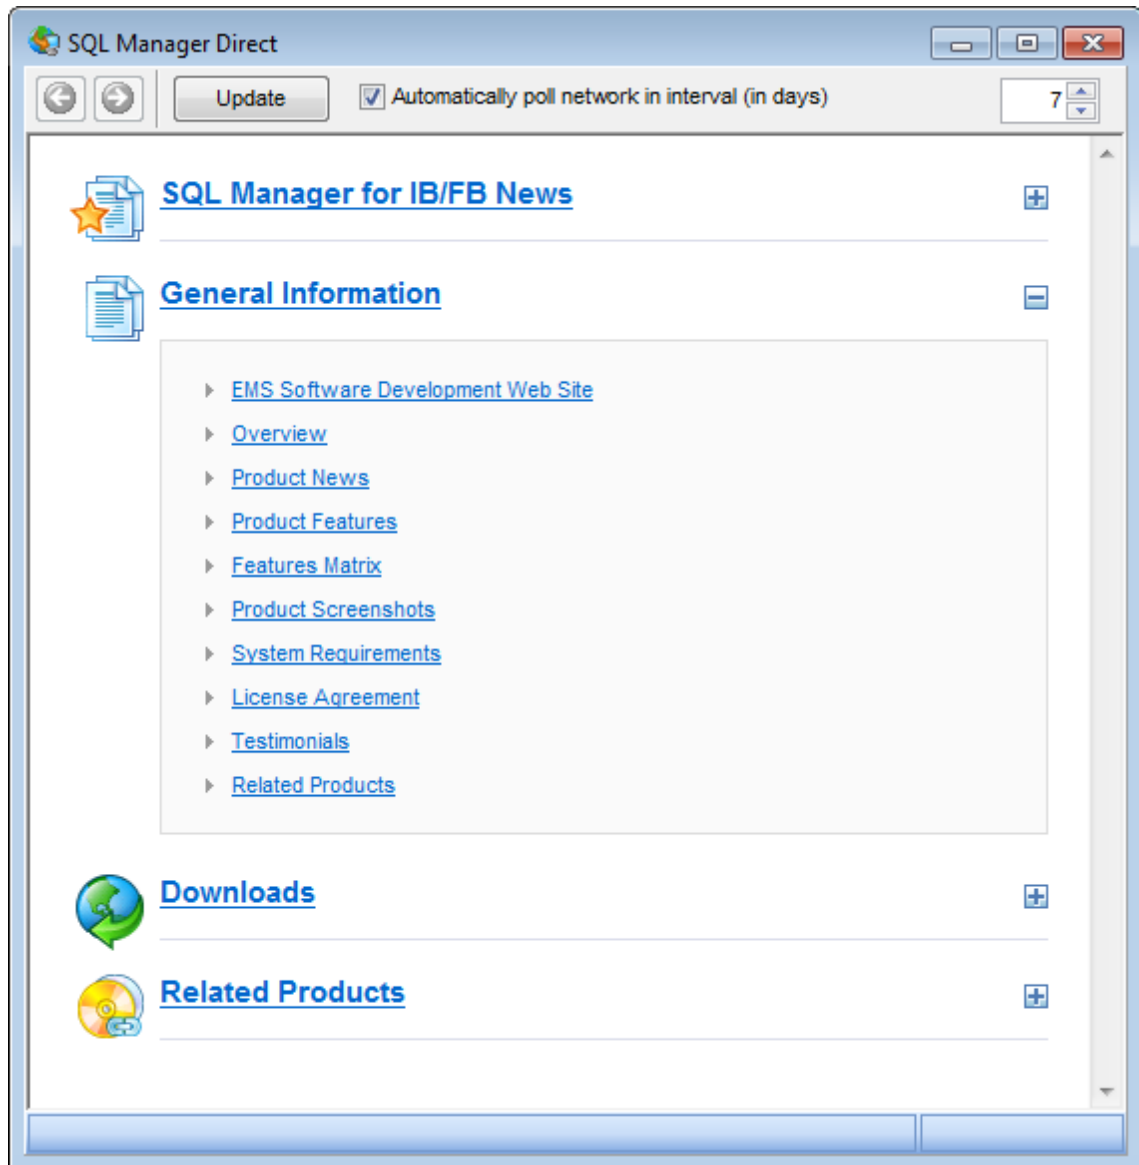 SQL Manager Direct
Update
Automatically poll network in interval (in days)
7
SQL Manager for IB/FB News
General Information
EMS Software Development Web Site
Overview
Product News
Product Features
Features Matrix
Product Screenshots
System Requirements
License Agreement
Testimonials
Related Products
Downloads
Related Products